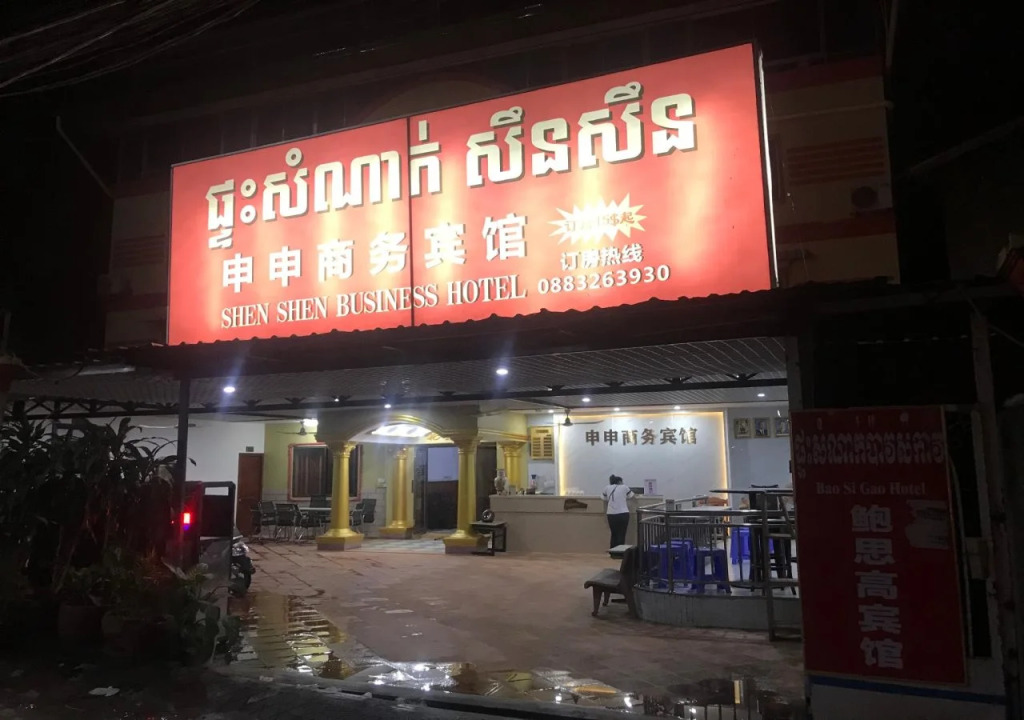 ផ្ទះសំណាក់ សឹនសឹន
申申商务宾馆
订房热线
SHEN SHEN BUSINESS HOTEL 0883263930
申申商务宾馆
Bao Si Gao Hotel
鲍思高宾馆